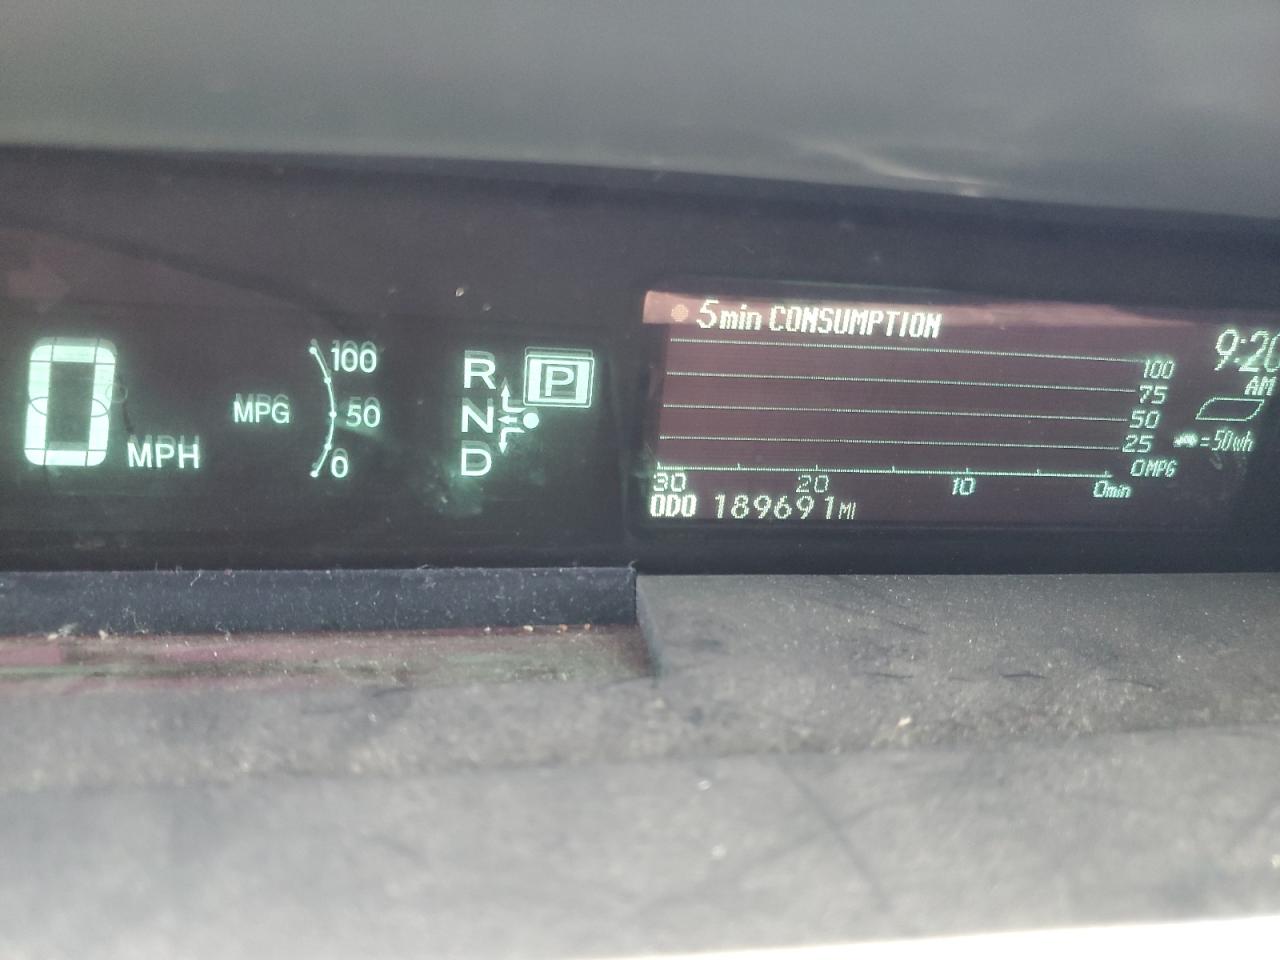 0 MPH
MPG
100
50
0
R
N
D
P
5min CONSUMPTION
100
75
50
25
0MPG
30 20 10 0min
ODO 189691MI
9:20
AM
=50wh